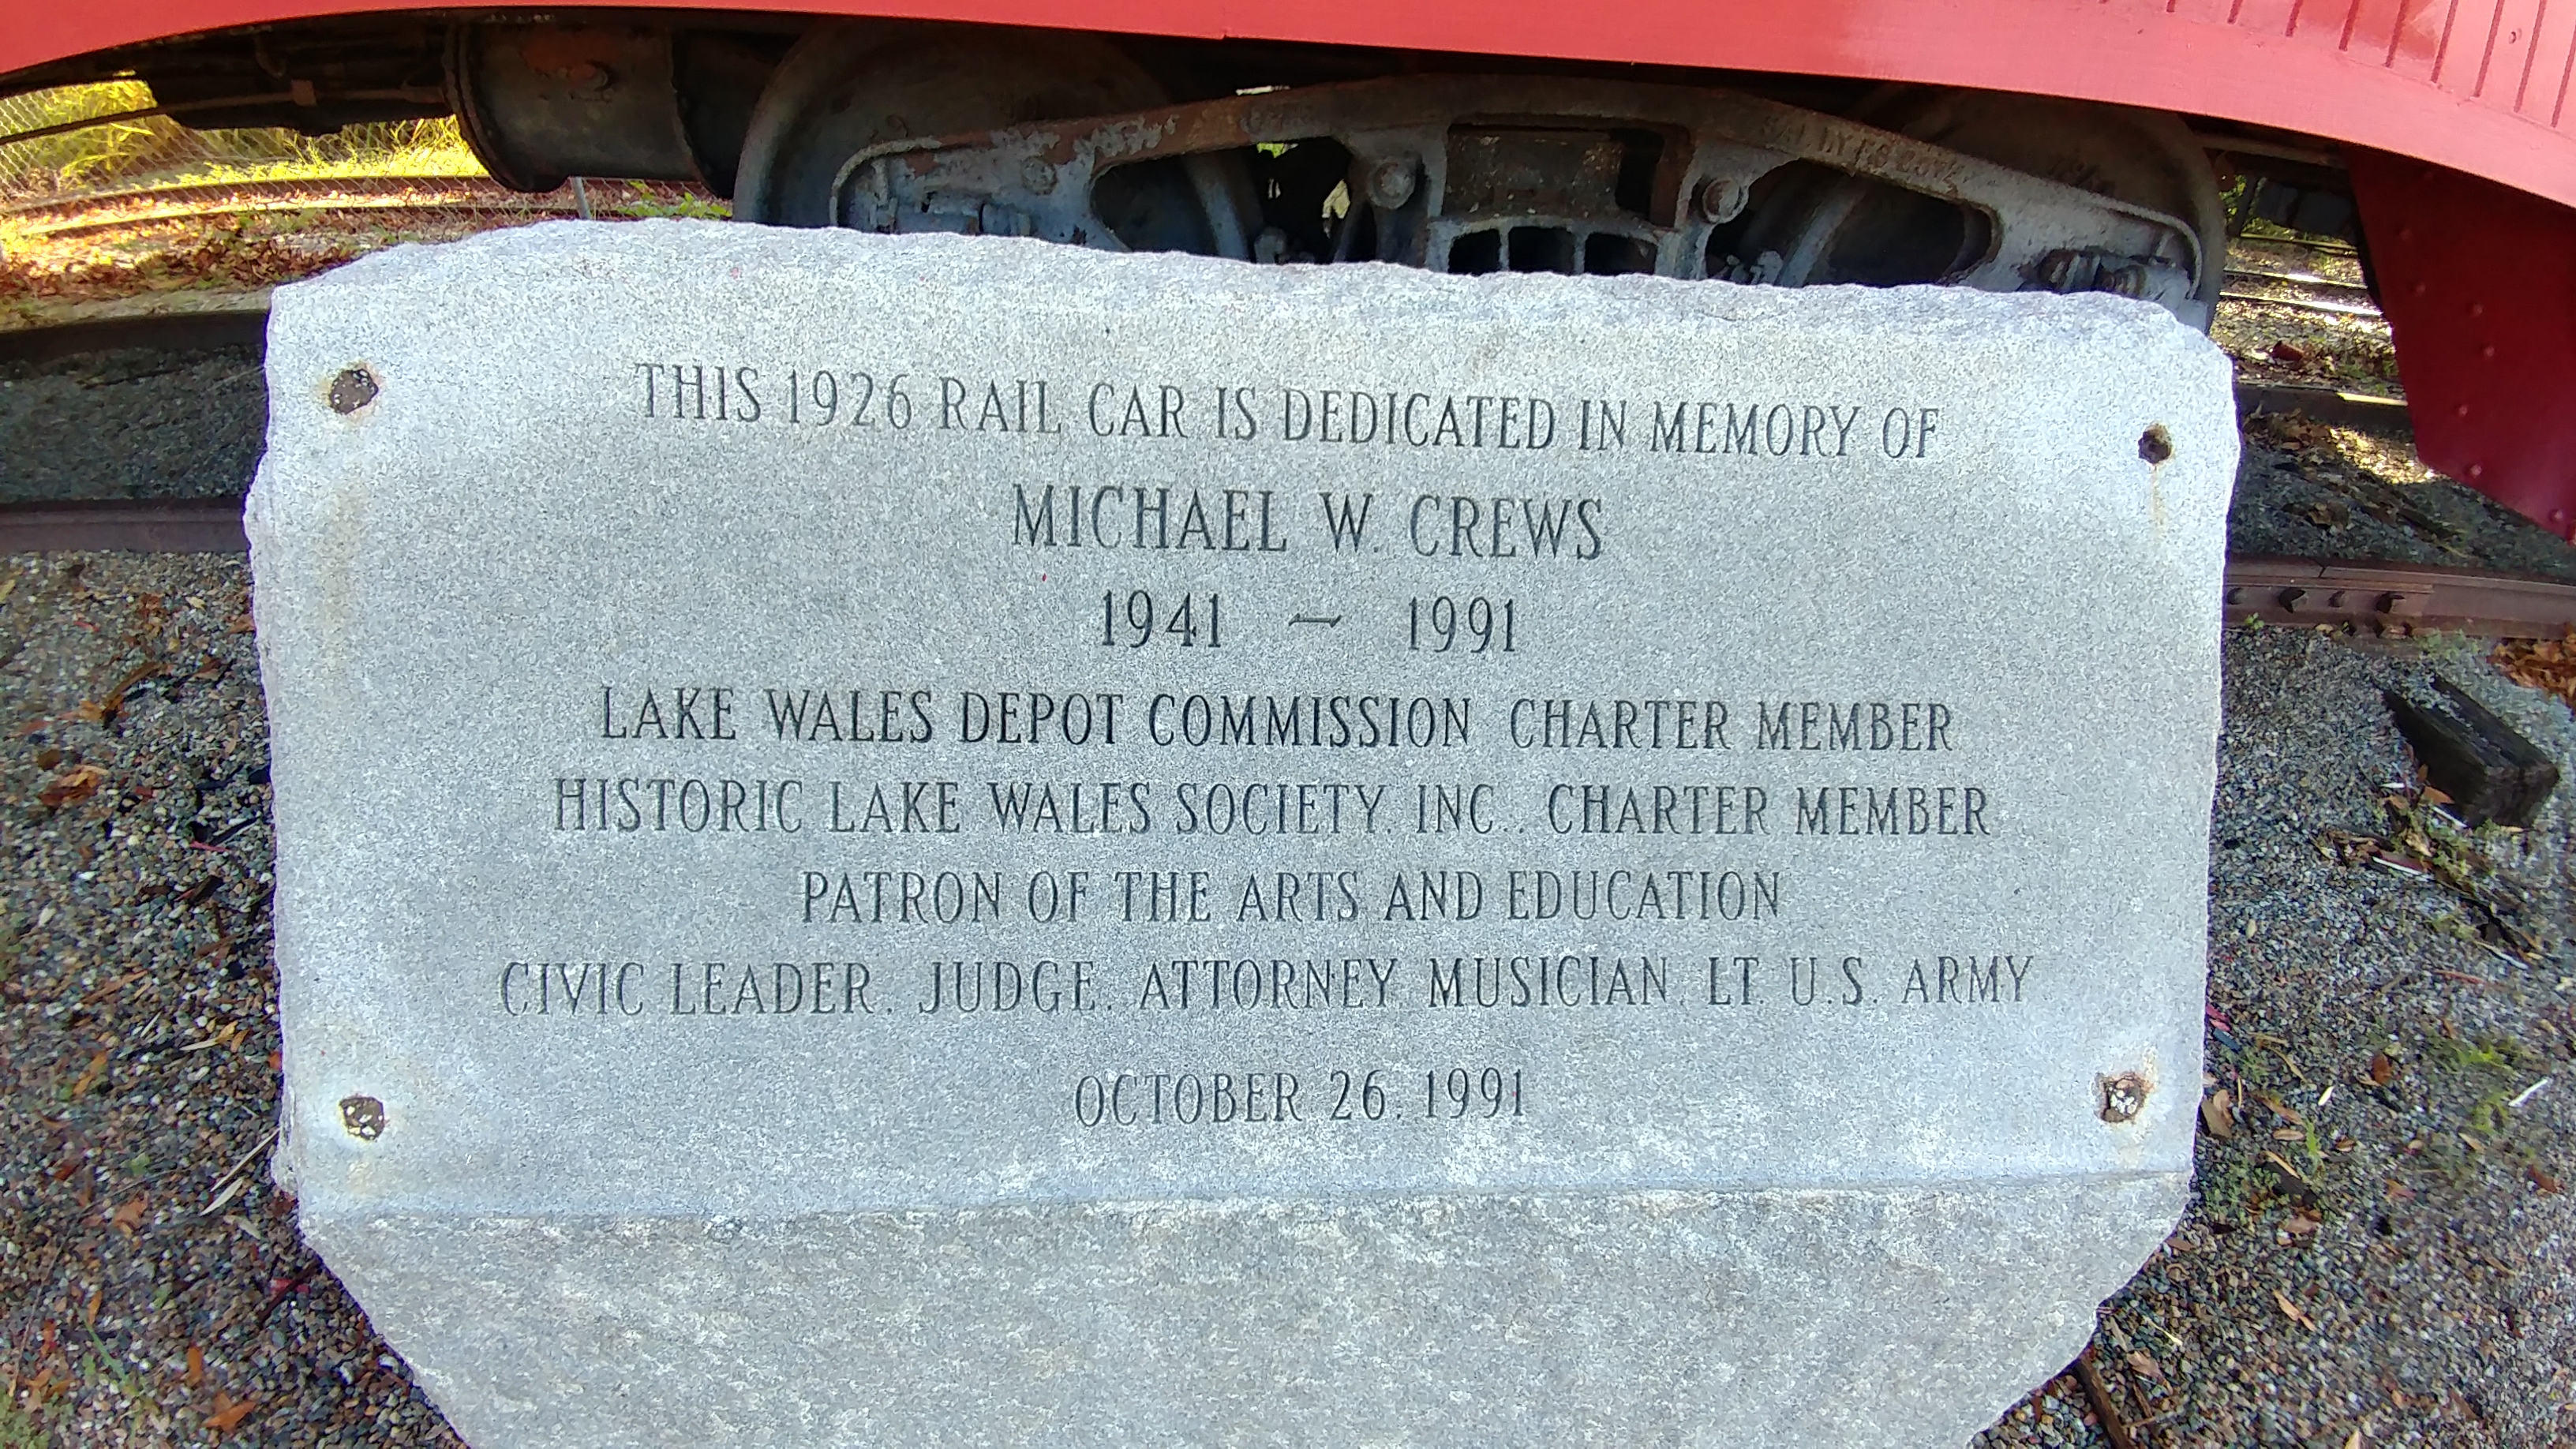 THIS 1926 RAIL CAR IS DEDICATED IN MEMORY OF
MICHAEL W. CREWS
1941 ~ 1991
LAKE WALES DEPOT COMMISSION CHARTER MEMBER
HISTORIC LAKE WALES SOCIETY, INC., CHARTER MEMBER
PATRON OF THE ARTS AND EDUCATION
CIVIC LEADER, JUDGE, ATTORNEY, MUSICIAN, LT. U.S. ARMY
OCTOBER 26, 1991